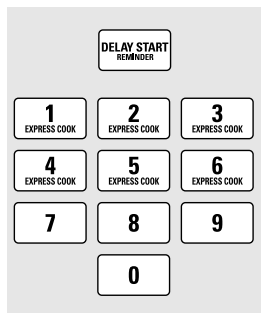 DELAY START
REMINDER
1 2 3
EXPRESS COOK EXPRESS COOK EXPRESS COOK
4 5 6
EXPRESS COOK EXPRESS COOK EXPRESS COOK
7 8 9
0